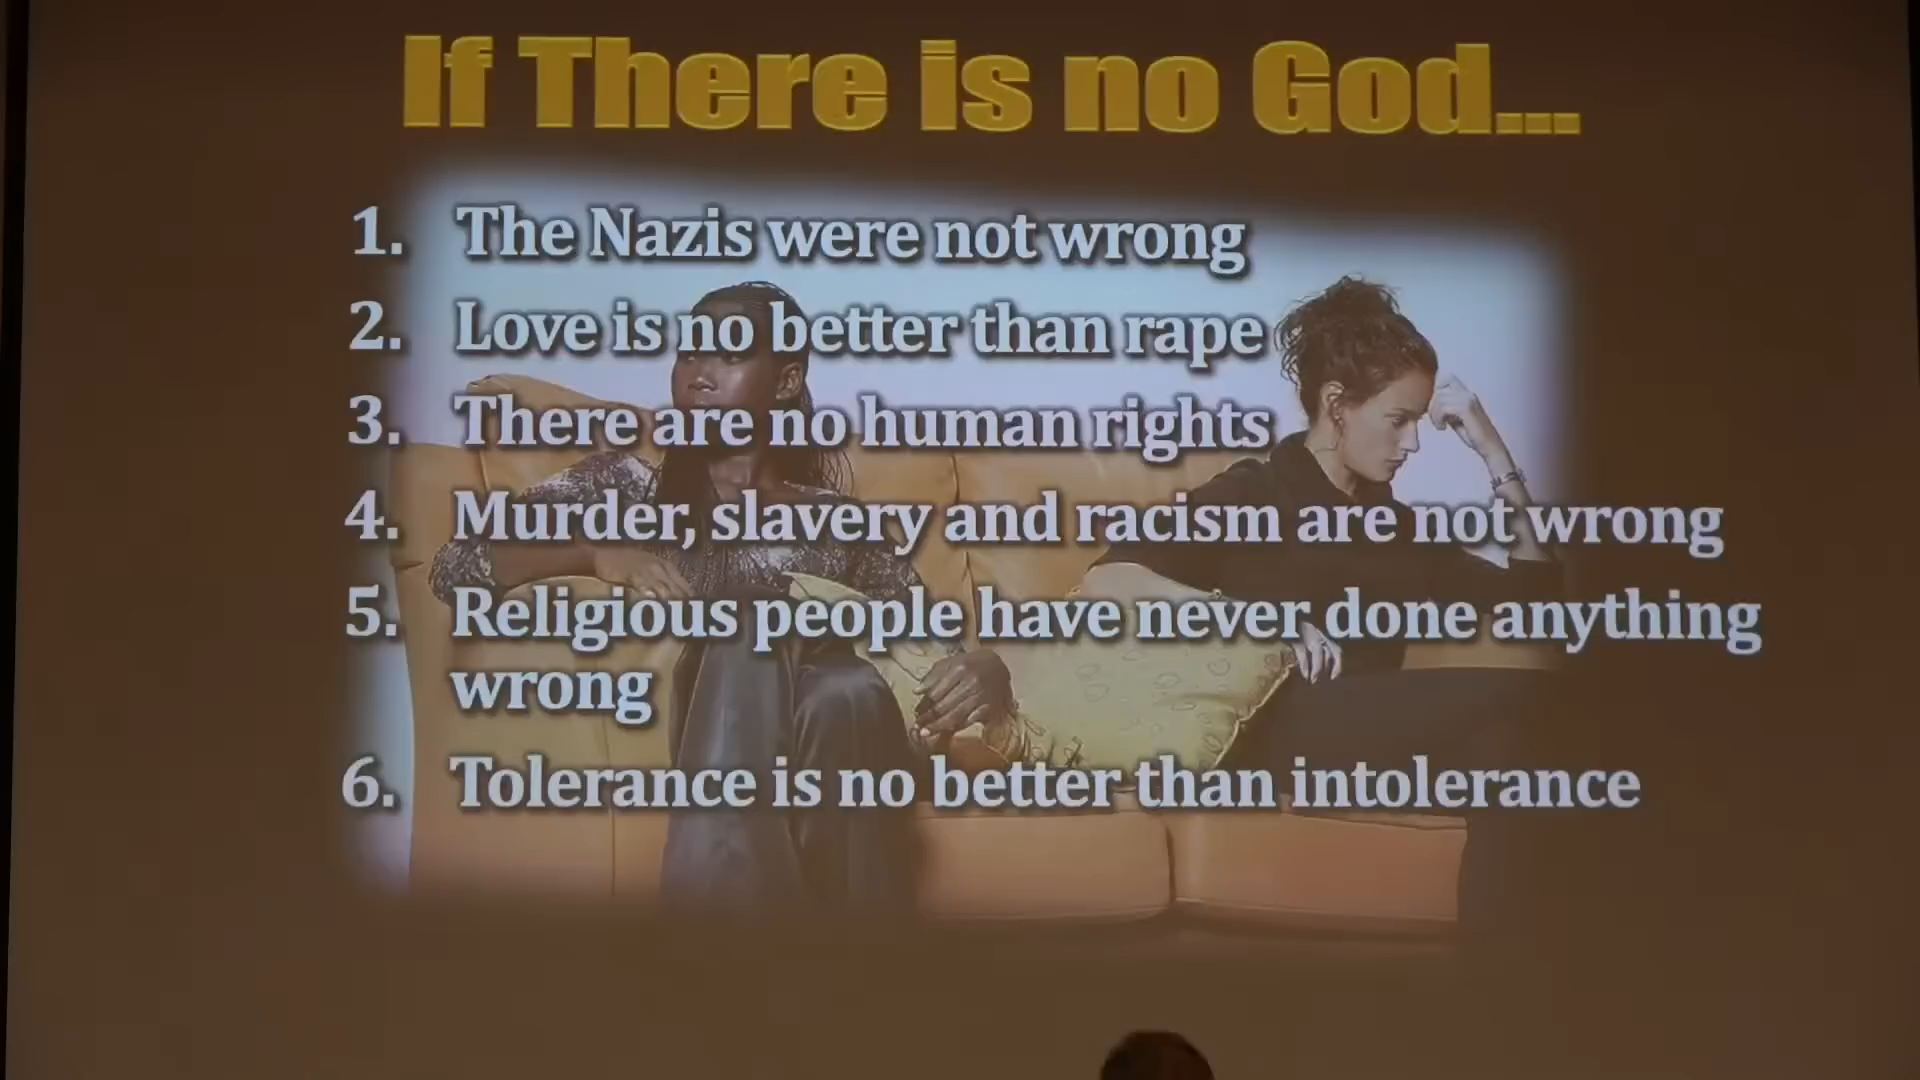 If There is no God...
1. The Nazis were not wrong
2. Love is no better than rape
3. There are no human rights
4. Murder, slavery and racism are not wrong
5. Religious people have never done anything
wrong
6. Tolerance is no better than intolerance